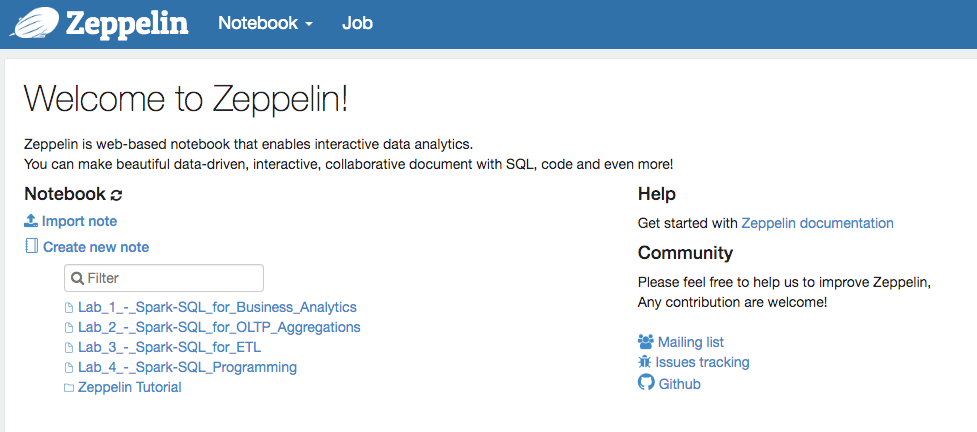 Zeppelin Notebook Job
Welcome to Zeppelin!
Zeppelin is web-based notebook that enables interactive data analytics.
You can make beautiful data-driven, interactive, collaborative document with SQL, code and even more!
Notebook
Import note
Create new note
Filter
Lab_1_-_Spark-SQL_for_Business_Analytics
Lab_2_-_Spark-SQL_for_OLTP_Aggregations
Lab_3_-_Spark-SQL_for_ETL
Lab_4_-_Spark-SQL_Programming
Zeppelin Tutorial
Help
Get started with Zeppelin documentation
Community
Please feel free to help us to improve Zeppelin,
Any contribution are welcome!
Mailing list
Issues tracking
Github